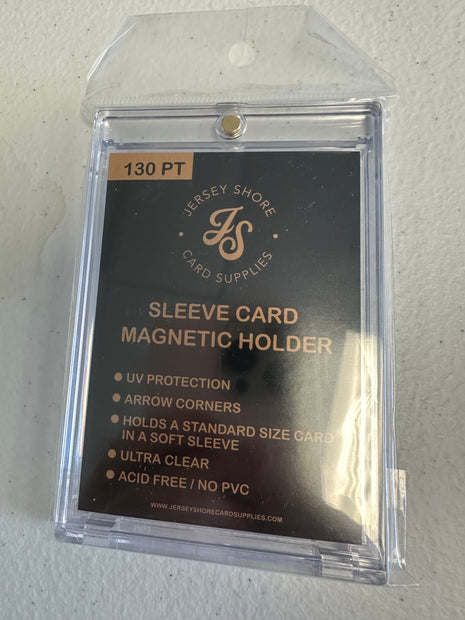 130 PT
JERSEY SHORE
JS
CARD SUPPLIES
SLEEVE CARD
MAGNETIC HOLDER
UV PROTECTION
ARROW CORNERS
HOLDS A STANDARD SIZE CARD
IN A SOFT SLEEVE
ULTRA CLEAR
ACID FREE / NO PVC
WWW.JERSEYSHORECARDSUPPLIES.COM